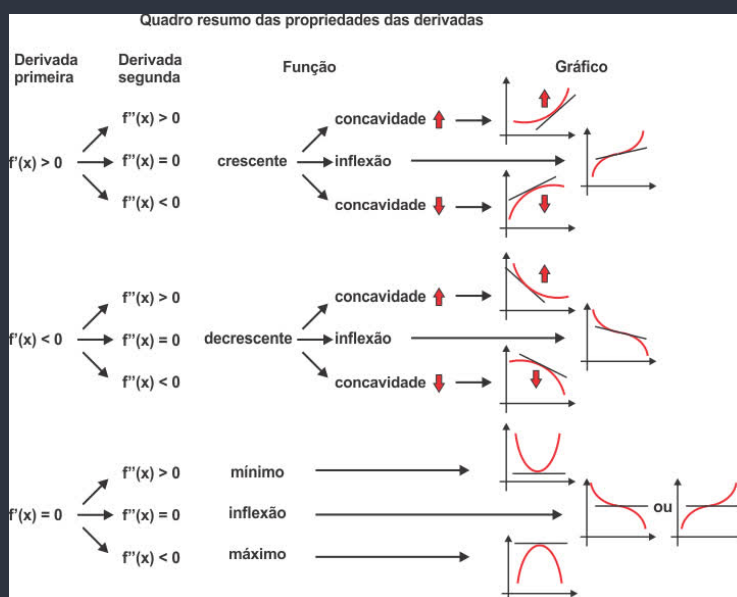 Quadro resumo das propriedades das derivadas
Derivada primeira
Derivada segunda
Função
Gráfico
f''(x) > 0
concavidade
f'(x) > 0
f''(x) = 0
crescente
inflexão
f''(x) < 0
concavidade
f''(x) > 0
concavidade
f'(x) < 0
f''(x) = 0
decrescente
inflexão
f''(x) < 0
concavidade
f''(x) > 0
mínimo
f'(x) = 0
f''(x) = 0
inflexão
ou
f''(x) < 0
máximo